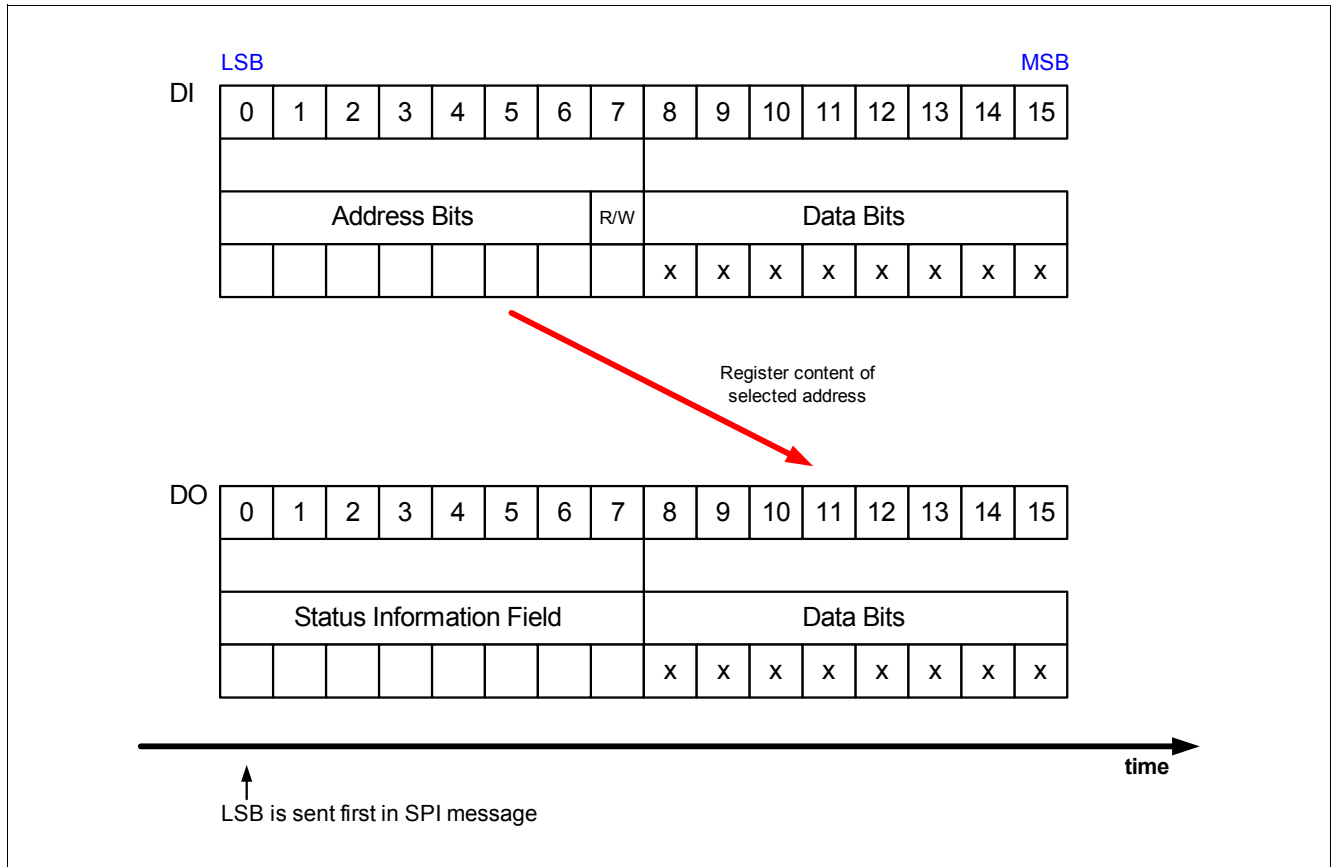 LSB MSB
DI
0 1 2 3 4 5 6 7 8 9 10 11 12 13 14 15
Address Bits R/W Data Bits
x x x x x x x x
Register content of
selected address
DO
0 1 2 3 4 5 6 7 8 9 10 11 12 13 14 15
Status Information Field Data Bits
x x x x x x x x
time
LSB is sent first in SPI message